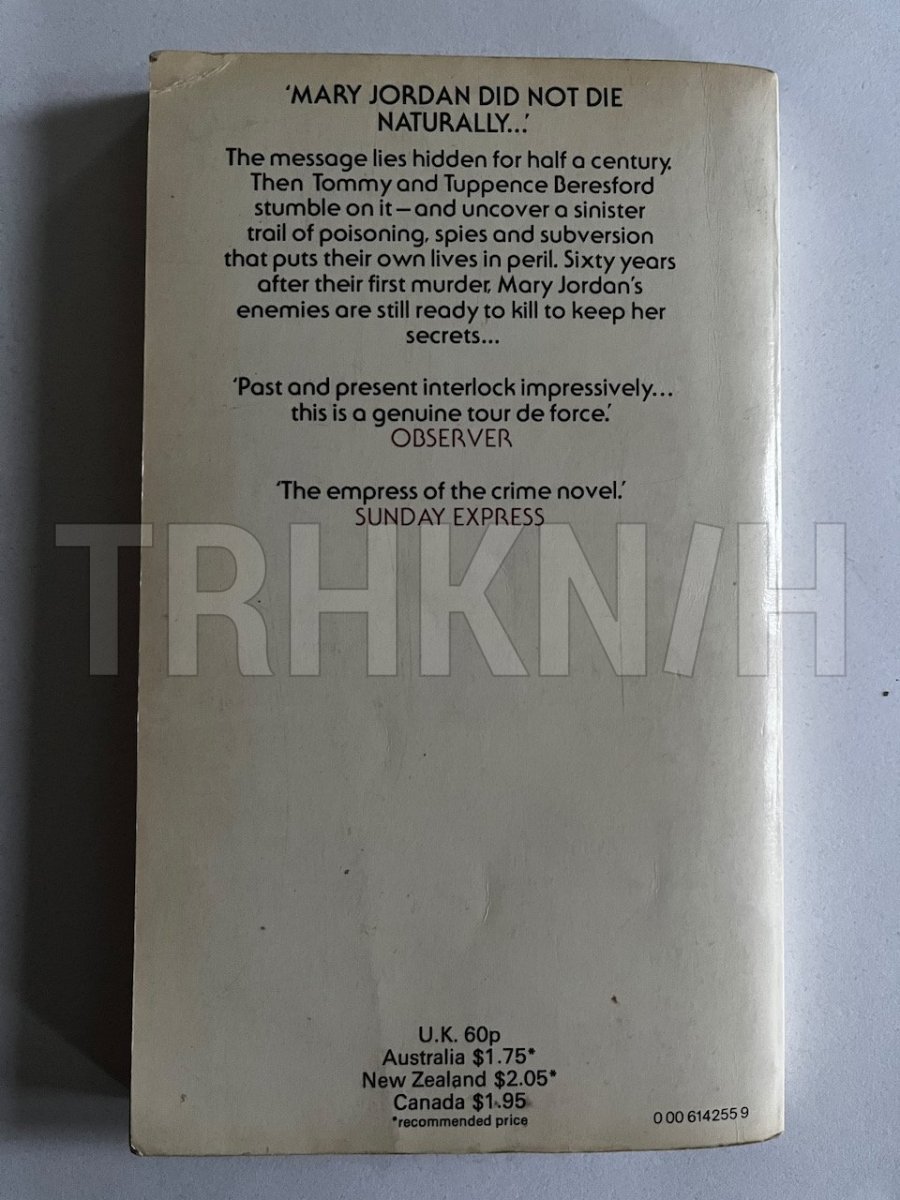 ‘MARY JORDAN DID NOT DIE
NATURALLY...’
The message lies hidden for half a century.
Then Tommy and Tuppence Beresford
stumble on it—and uncover a sinister
trail of poisoning, spies and subversion
that puts their own lives in peril. Sixty years
after their first murder, Mary Jordan’s
enemies are still ready to kill to keep her
secrets...
‘Past and present interlock impressively...
this is a genuine tour de force.’
OBSERVER
‘The empress of the crime novel.’
SUNDAY EXPRESS
TRHKN/H
U.K. 60p
Australia $1.75*
New Zealand $2.05*
Canada $1.95
*recommended price
0 00 614255 9